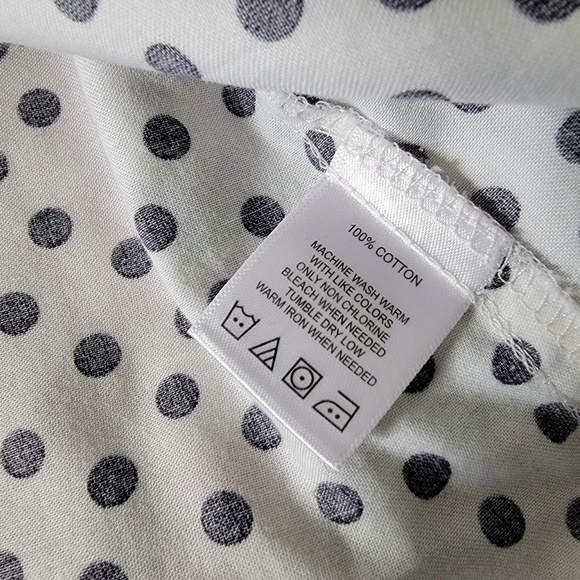 100% COTTON
MACHINE WASH WARM
WITH LIKE COLORS
ONLY NON CHLORINE
BLEACH WHEN NEEDED
TUMBLE DRY LOW
WARM IRON WHEN NEEDED